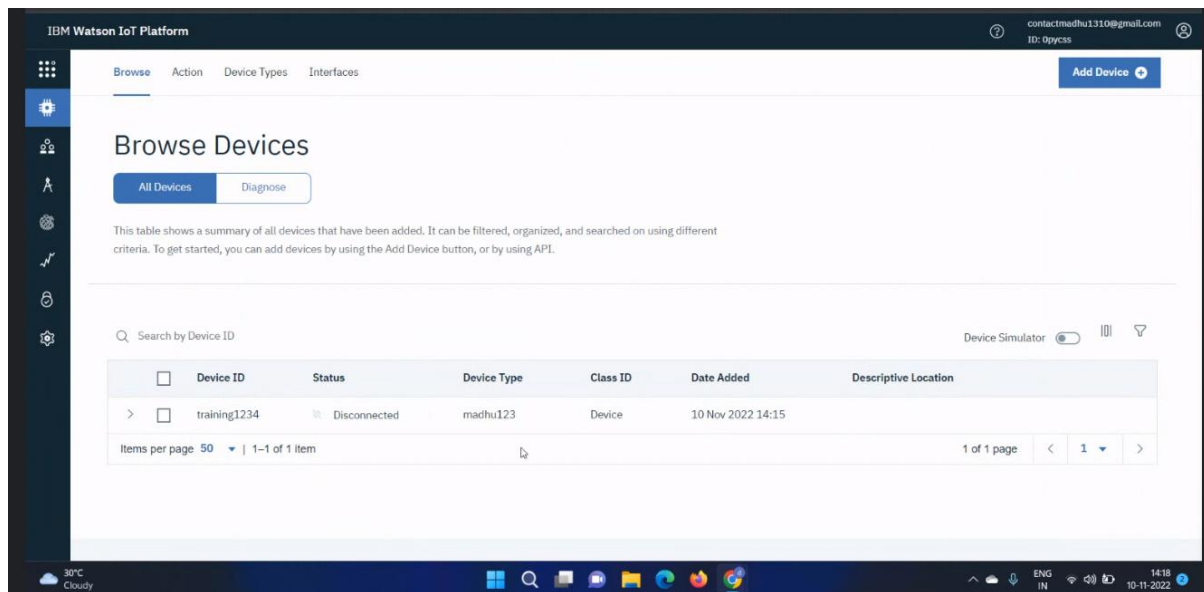 IBM Watson IoT Platform
contactmadhu1310@gmail.com
ID: 0pycss
Browse Action Device Types Interfaces
Add Device
Browse Devices
All Devices Diagnose
This table shows a summary of all devices that have been added. It can be filtered, organized, and searched on using different
criteria. To get started, you can add devices by using the Add Device button, or by using API.
Search by Device ID
Device Simulator
Device ID Status Device Type Class ID Date Added Descriptive Location
training1234 Disconnected madhu123 Device 10 Nov 2022 14:15
Items per page 50 | 1–1 of 1 item
1 of 1 page
1
30°C
Cloudy
ENG
IN
14:18
10-11-2022
2